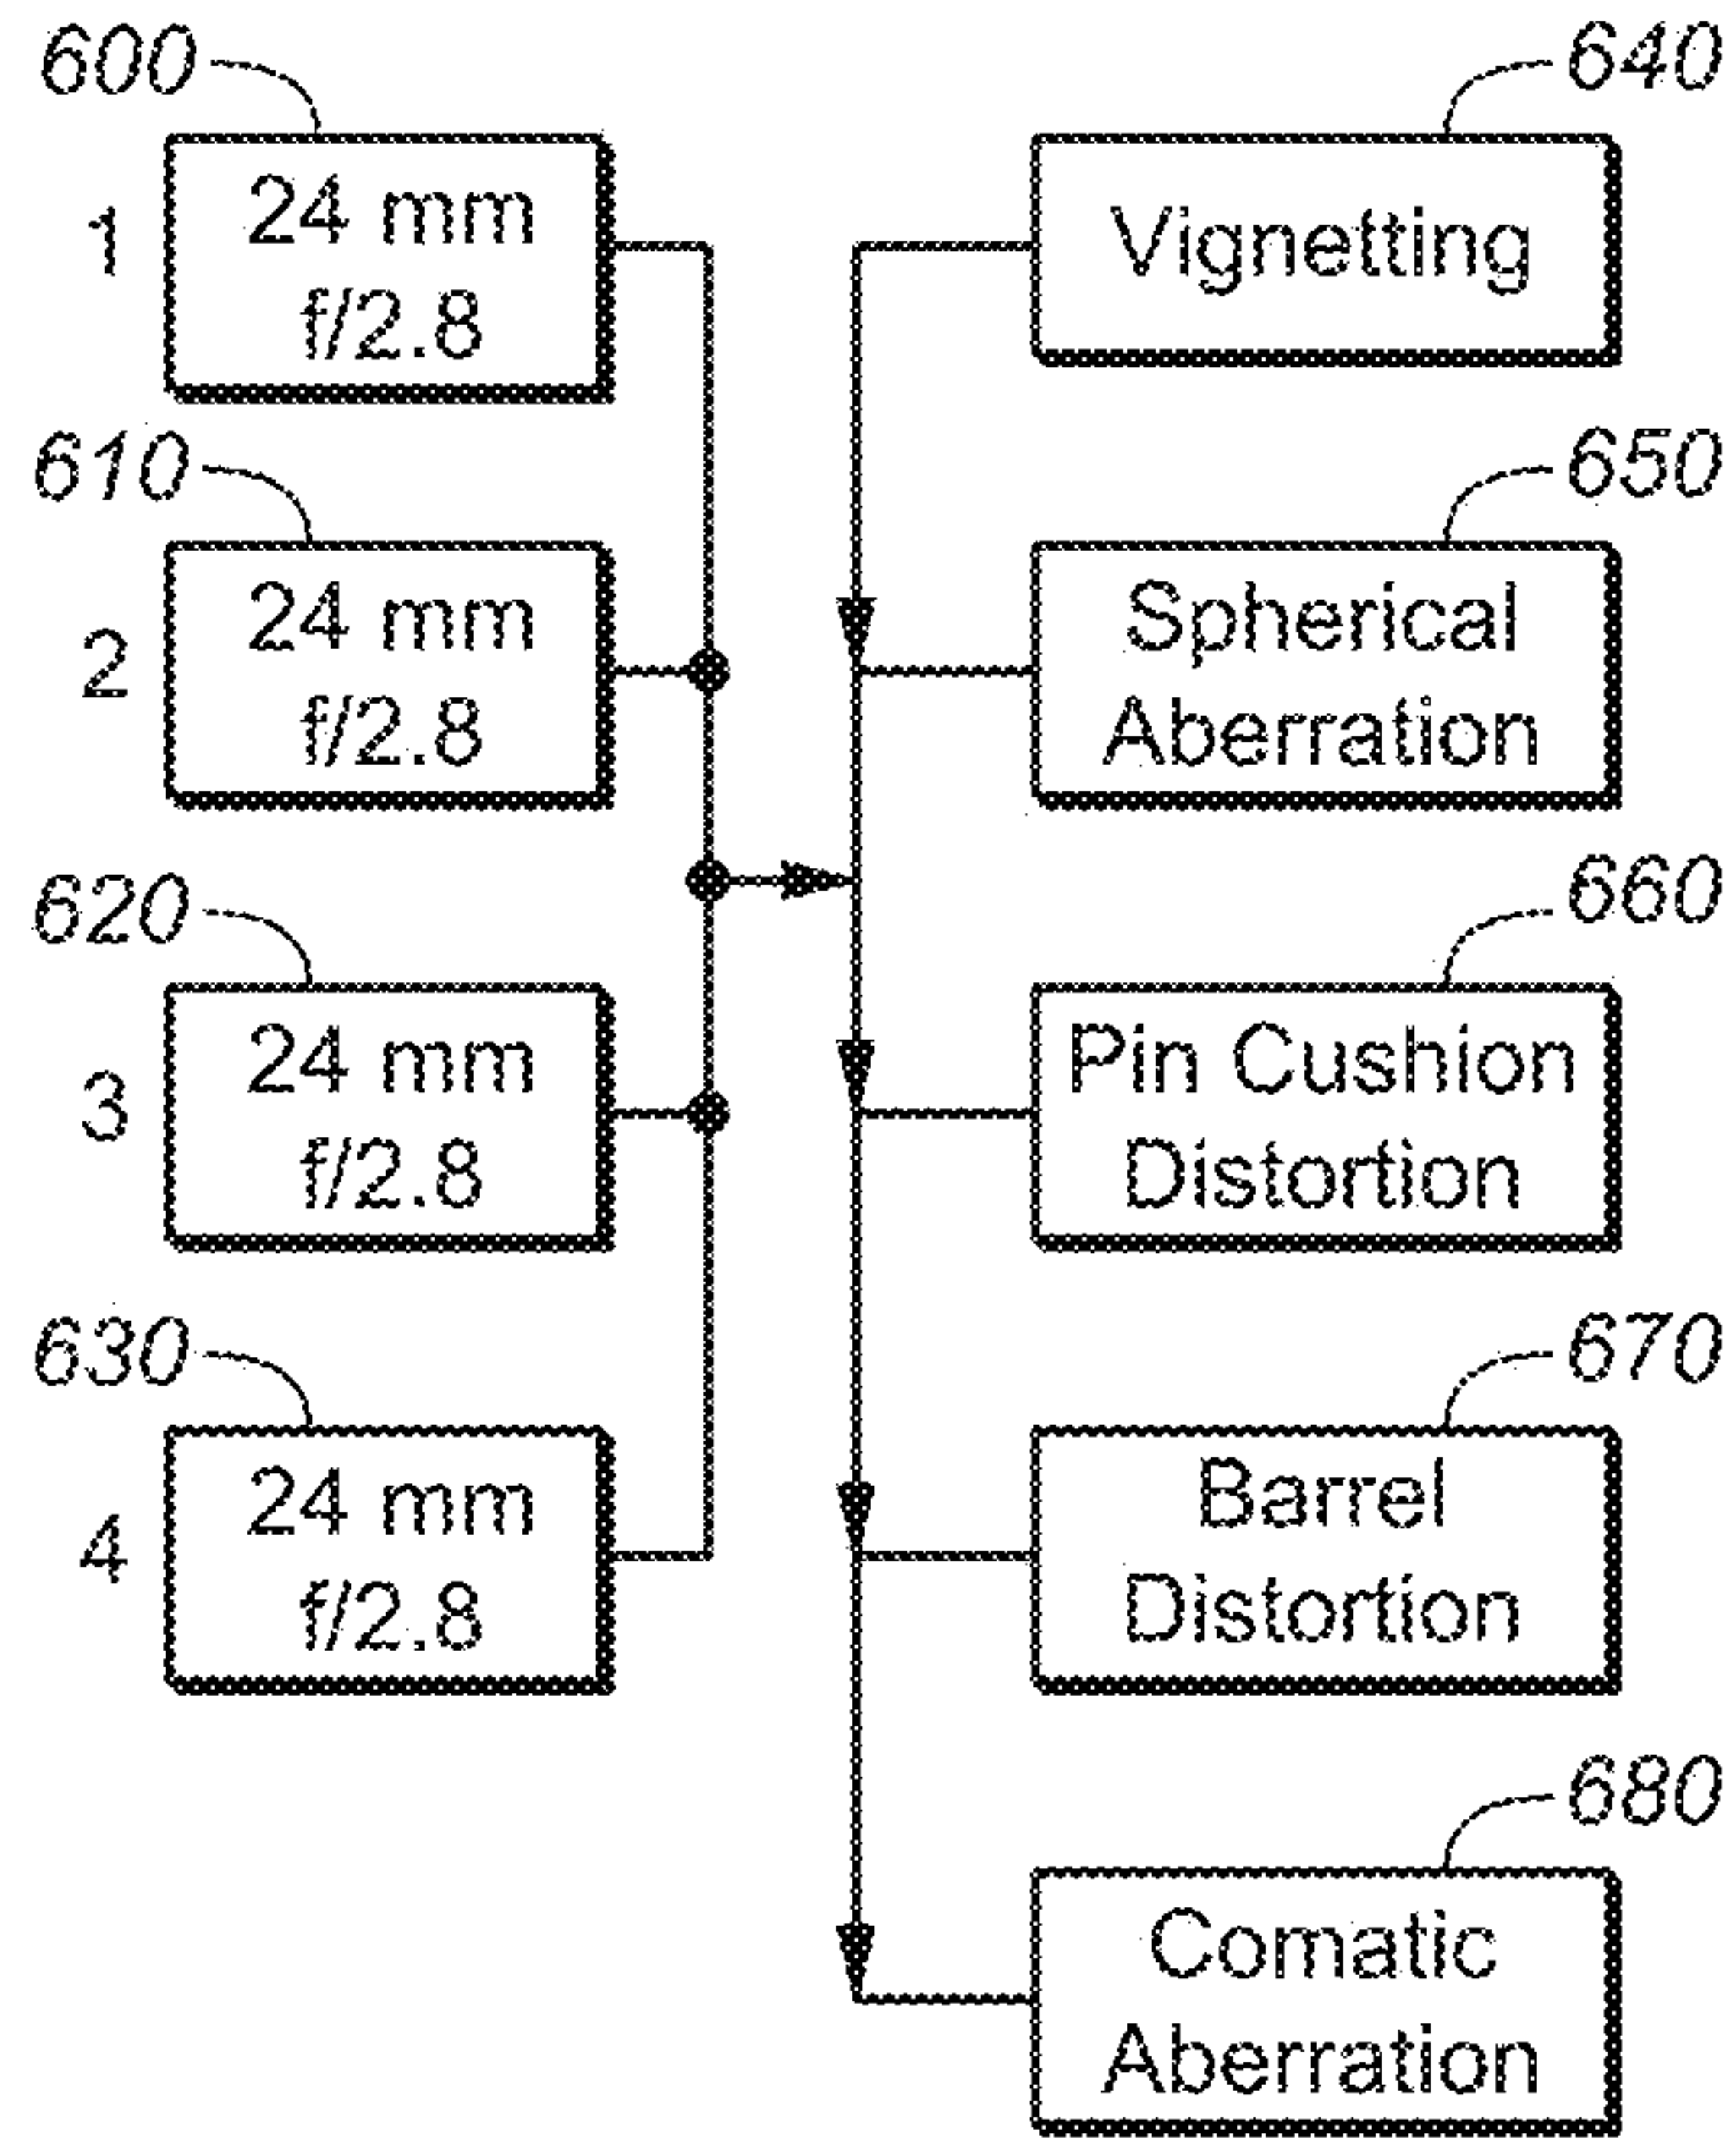 600
1
24 mm
f/2.8
610
2
24 mm
f/2.8
620
3
24 mm
f/2.8
630
4
24 mm
f/2.8
640
Vignetting
650
Spherical
Aberration
660
Pin Cushion
Distortion
670
Barrel
Distortion
680
Comatic
Aberration